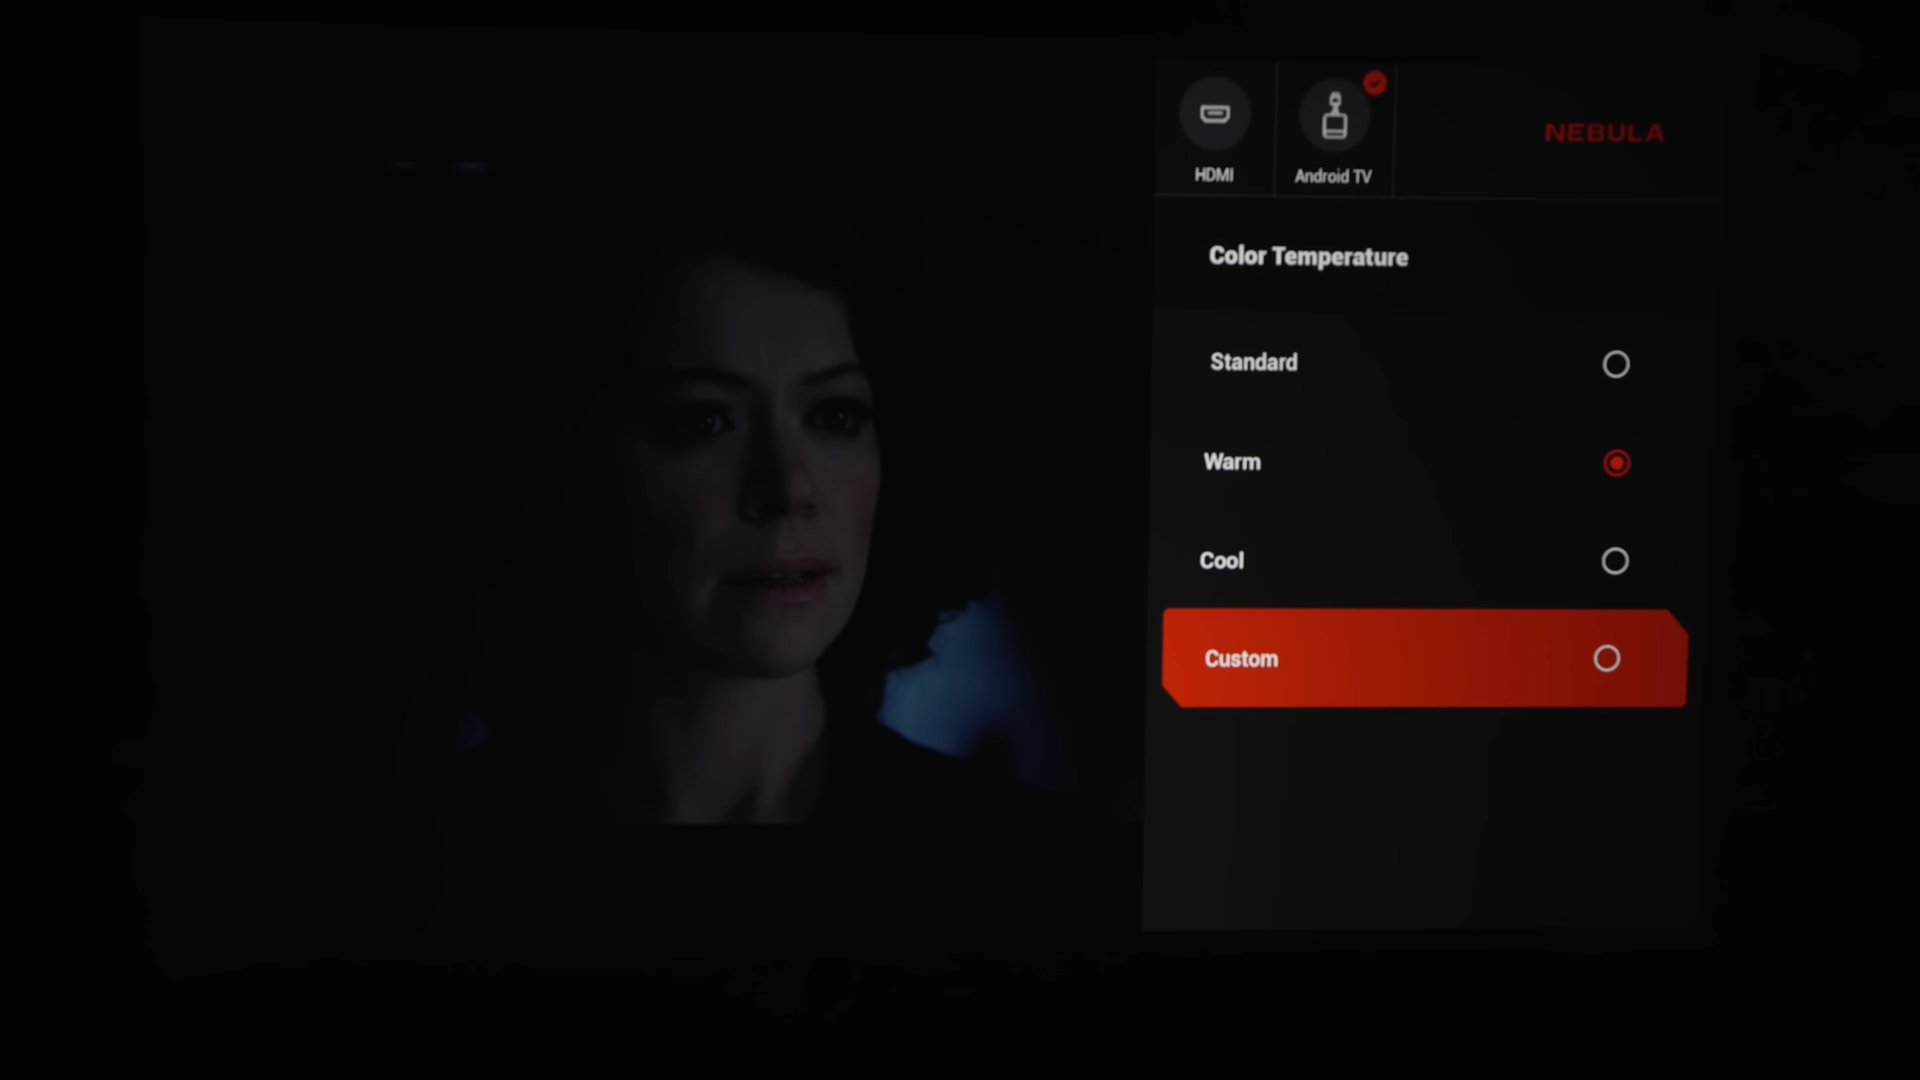 HDMI
Android TV
NEBULA
Color Temperature
Standard
Warm
Cool
Custom